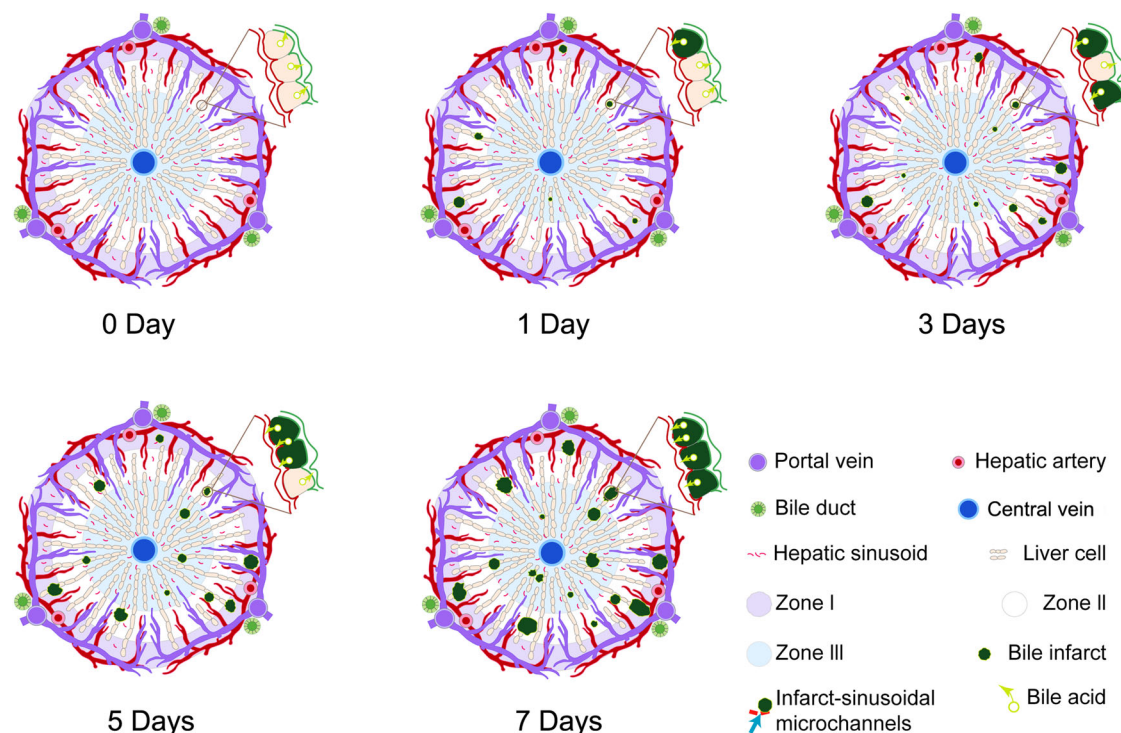 0 Day
1 Day
3 Days
5 Days
7 Days
Portal vein
Hepatic artery
Bile duct
Central vein
Hepatic sinusoid
Liver cell
Zone I
Zone II
Zone III
Bile infarct
Infarct-sinusoidal
microchannels
Bile acid